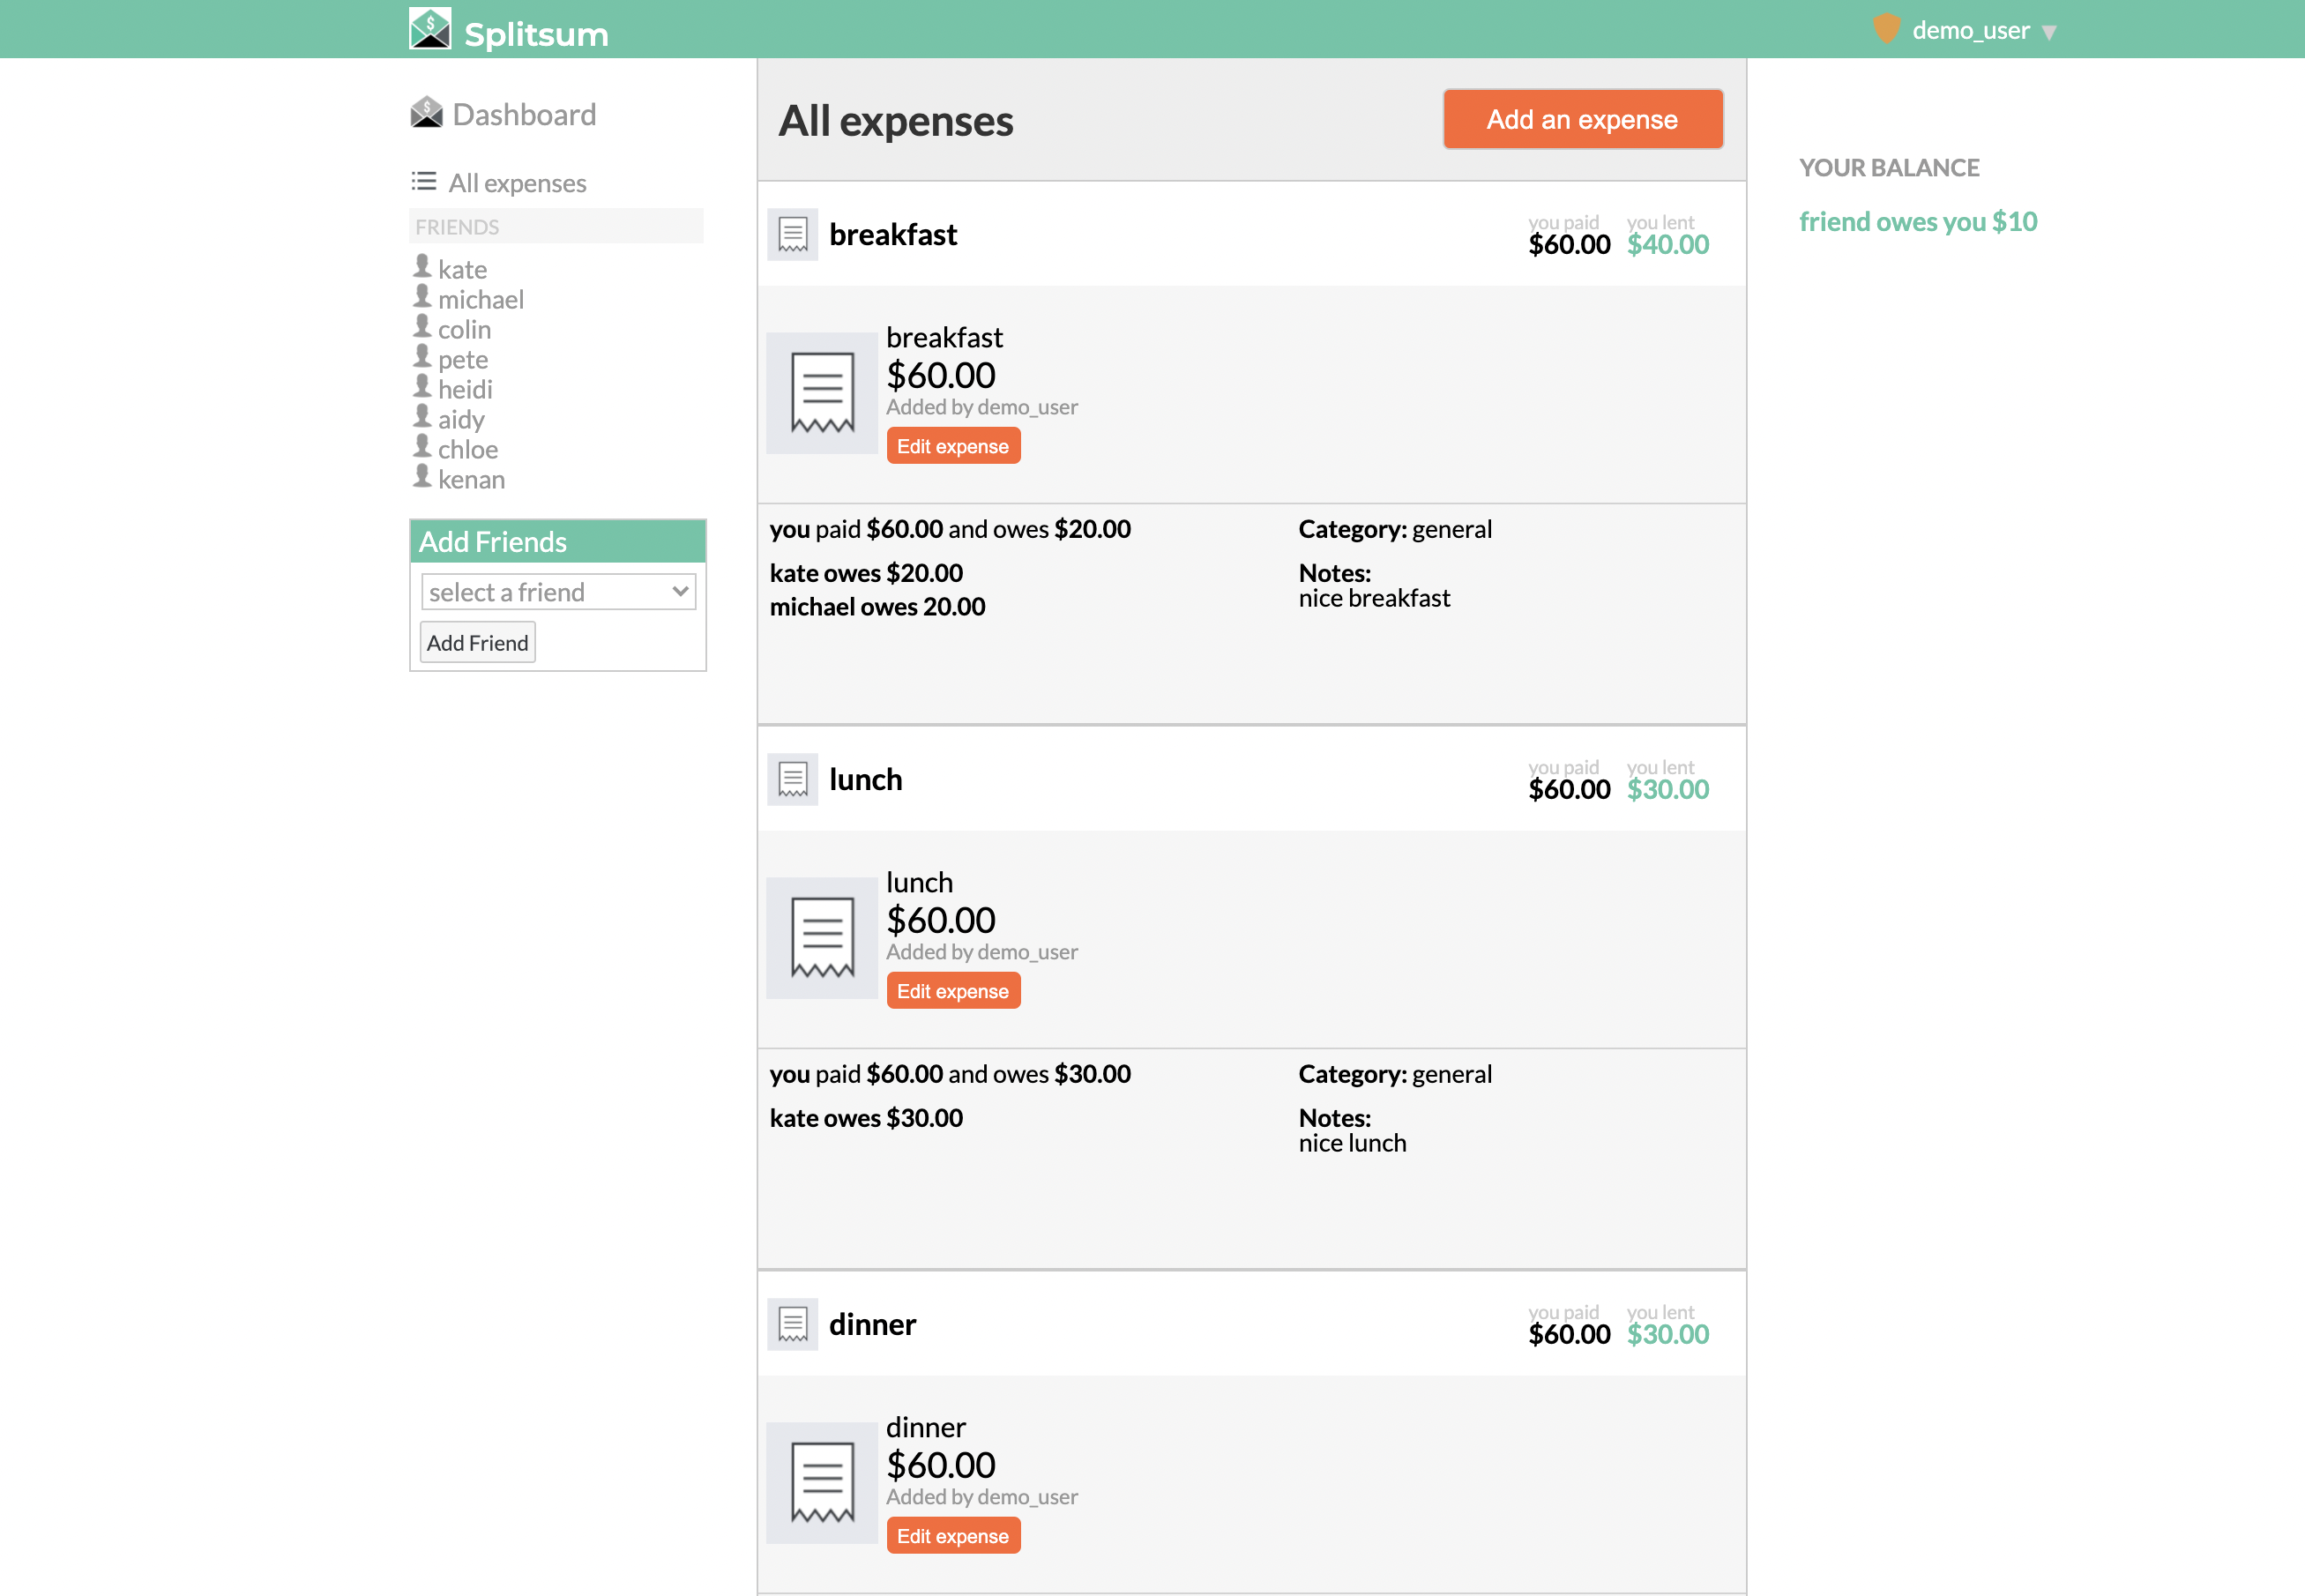 Splitsum
demo_user ▼
Dashboard
All expenses
FRIENDS
kate
michael
colin
pete
heidi
aidy
chloe
kenan
Add Friends
select a friend
Add Friend
All expenses
Add an expense
breakfast
you paid you lent
$60.00 $40.00
breakfast
$60.00
Added by demo_user
Edit expense
you paid $60.00 and owes $20.00
kate owes $20.00
michael owes 20.00
Category: general
Notes:
nice breakfast
lunch
you paid you lent
$60.00 $30.00
lunch
$60.00
Added by demo_user
Edit expense
you paid $60.00 and owes $30.00
kate owes $30.00
Category: general
Notes:
nice lunch
dinner
you paid you lent
$60.00 $30.00
dinner
$60.00
Added by demo_user
Edit expense
YOUR BALANCE
friend owes you $10